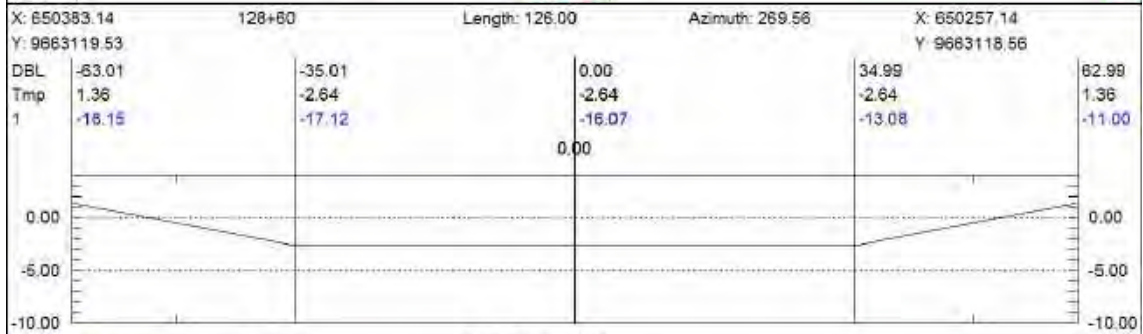 X: 650383.14 128+60 Length: 126.00 Azimuth: 269.56 X: 650257.14
Y: 9663119.53 Y: 9663118.56
DBL -63.01 -35.01 0.00 34.99 62.99
Tmp 1.36 -2.64 -2.64 -2.64 1.36
1 -18.15 -17.12 -16.07 -13.08 -11.00
0.00
0.00 0.00
-5.00 -5.00
-10.00 -10.00